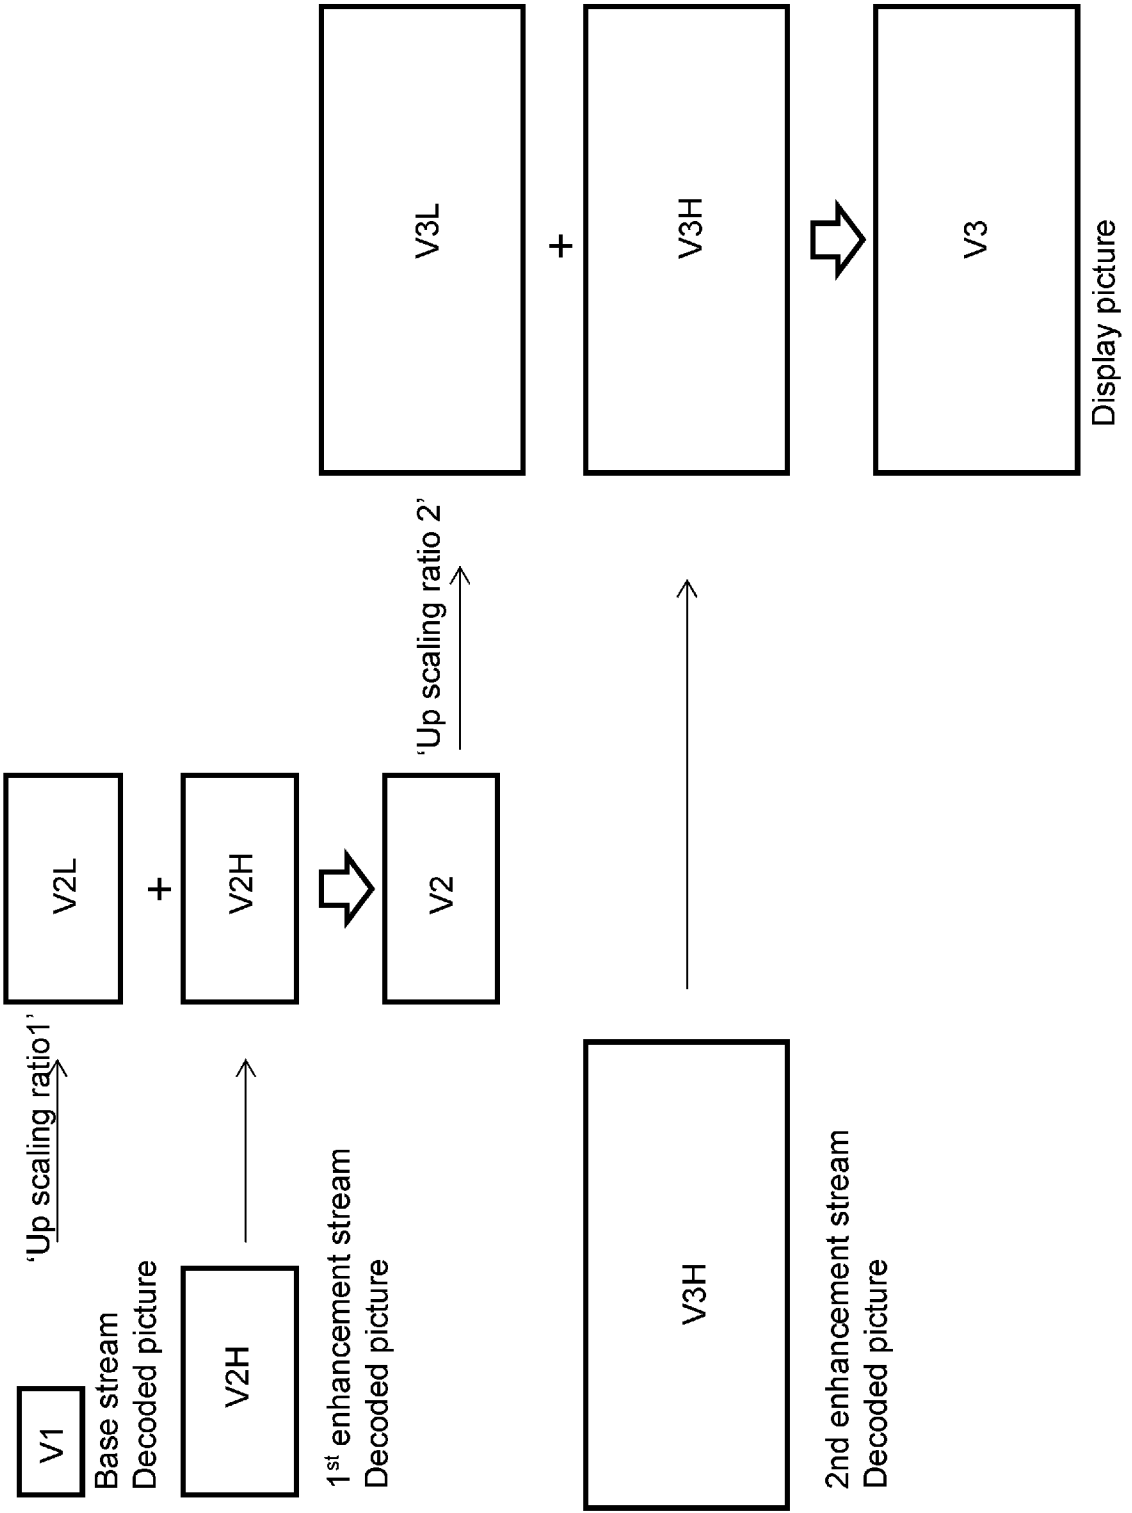 V1
Base stream
Decoded picture
'Up scaling ratio1'
V2L
+
V2H
1st enhancement stream
Decoded picture
V2H
V2
'Up scaling ratio 2'
V3L
+
V3H
2nd enhancement stream
Decoded picture
V3H
V3
Display picture